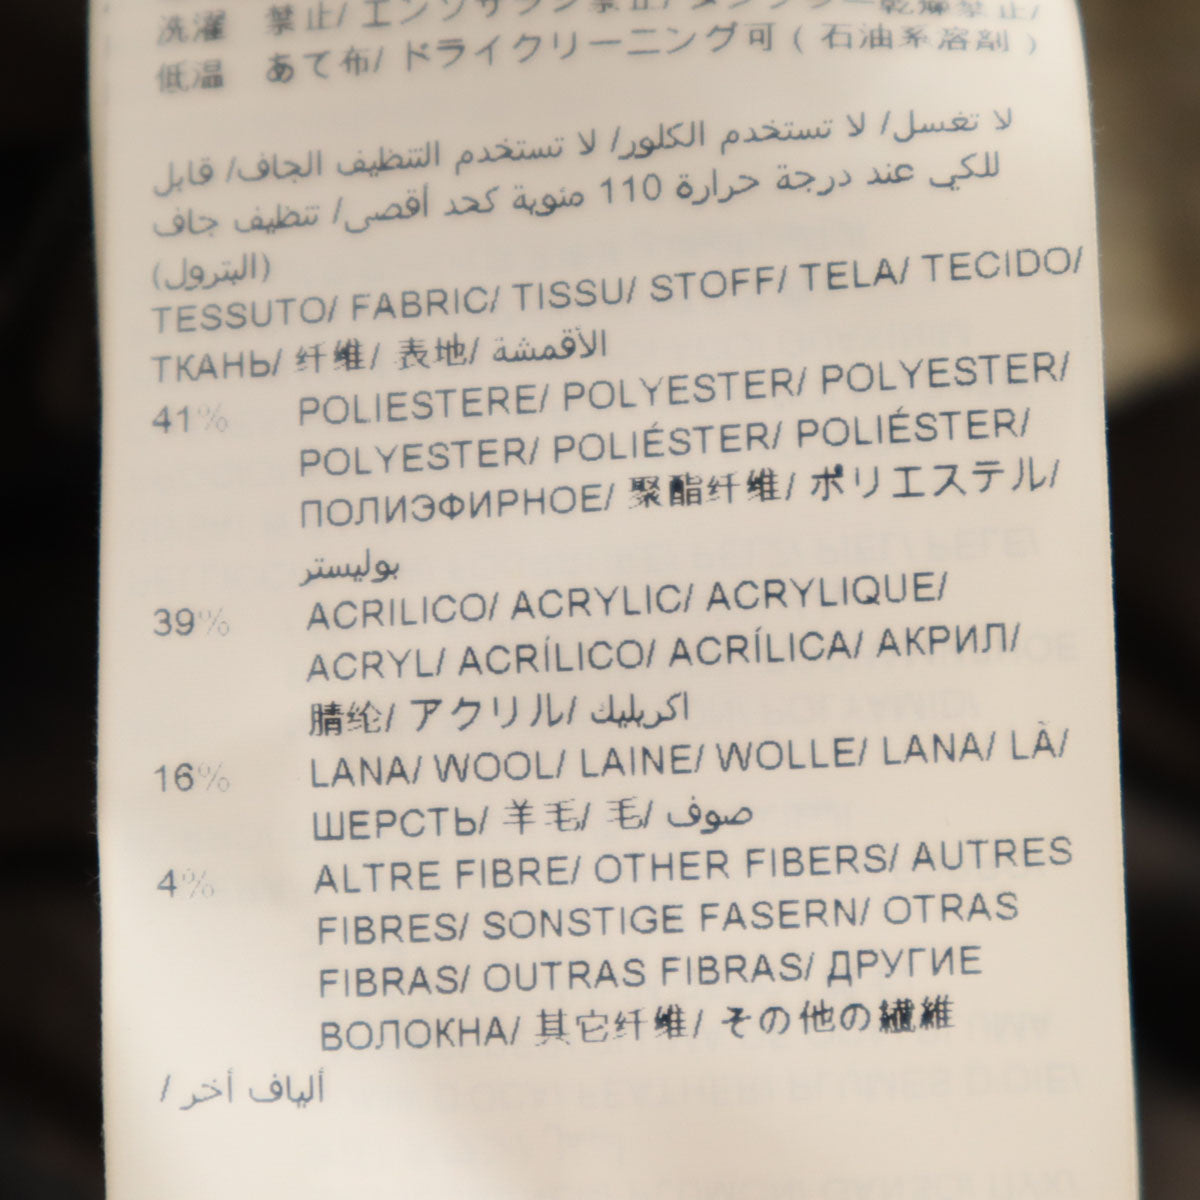 洗濯 禁止/ エンソサラン禁止/ タンブラー乾燥禁止/
低温 あて布/ ドライクリーニング可 ( 石油系溶剤 )
لا تغسل/ لا تستخدم الكلور/ لا تستخدم التنظيف الجاف/ قابل
للكي عند درجة حرارة 110 مئوية كحد أقصى/ تنظيف جاف
(البترول)
TESSUTO/ FABRIC/ TISSU/ STOFF/ TELA/ TECIDO/
ТКАНЬ/ 纤维/ 表地/ الأقمشة
41% POLIESTERE/ POLYESTER/ POLYESTER/
POLYESTER/ POLIÉSTER/ POLIÉSTER/
ПОЛИЭФИРНОЕ/ 聚酯纤维/ ポリエステル/
بوليستر
39% ACRILICO/ ACRYLIC/ ACRYLIQUE/
ACRYL/ ACRÍLICO/ ACRÍLICA/ АКРИЛ/
腈纶/ アクリル/ اكريليك
16% LANA/ WOOL/ LAINE/ WOLLE/ LANA/ LÃ/
ШЕРСТЬ/ 羊毛/ 毛/ صوف
4% ALTRE FIBRE/ OTHER FIBERS/ AUTRES
FIBRES/ SONSTIGE FASERN/ OTRAS
FIBRAS/ OUTRAS FIBRAS/ ДРУГИЕ
ВОЛОКНА/ 其它纤维/ その他の繊維
/ ألياف أخر